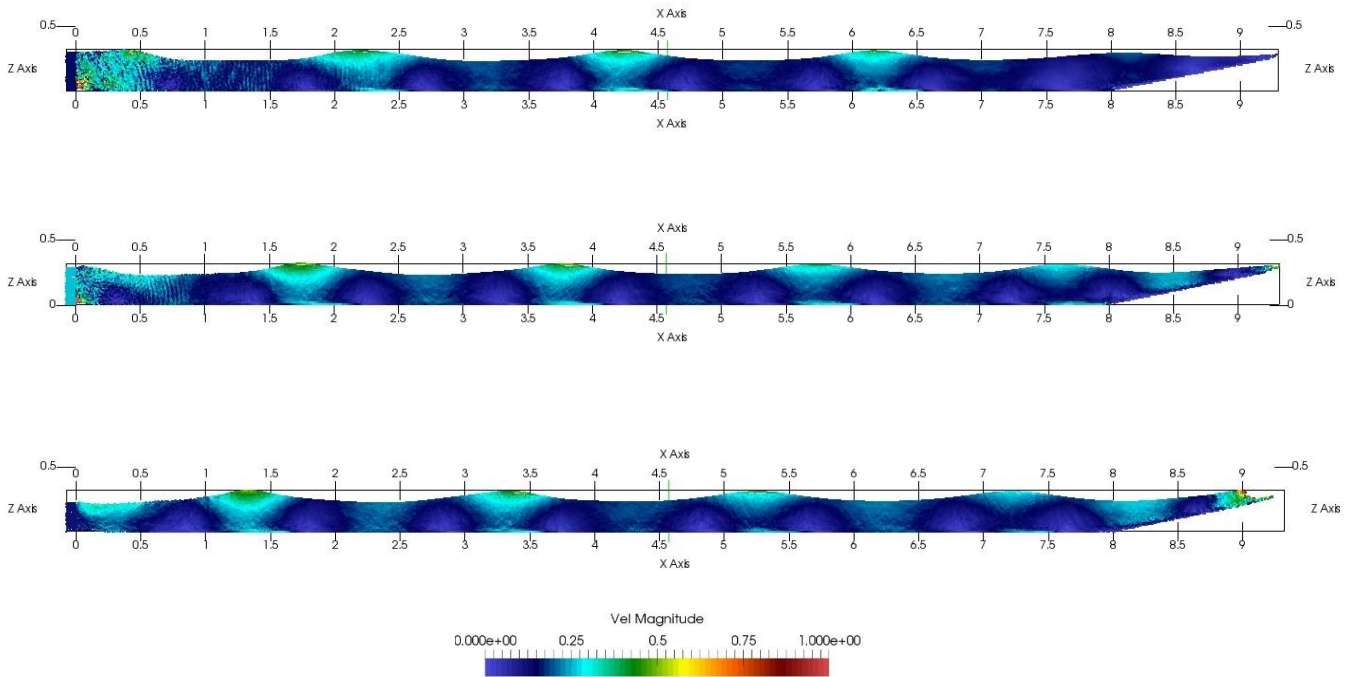 X Axis
0.5 0 0.5 1 1.5 2 2.5 3 3.5 4 4.5 5 5.5 6 6.5 7 7.5 8 8.5 9 0.5
Z Axis Z Axis
0 0.5 1 1.5 2 2.5 3 3.5 4 4.5 5 5.5 6 6.5 7 7.5 8 8.5 9
X Axis
X Axis
0.5 0 0.5 1 1.5 2 2.5 3 3.5 4 4.5 5 5.5 6 6.5 7 7.5 8 8.5 9 0.5
Z Axis Z Axis
0 0
0 0.5 1 1.5 2 2.5 3 3.5 4 4.5 5 5.5 6 6.5 7 7.5 8 8.5 9
X Axis
X Axis
0.5 0 0.5 1 1.5 2 2.5 3 3.5 4 4.5 5 5.5 6 6.5 7 7.5 8 8.5 9 0.5
Z Axis Z Axis
0 0.5 1 1.5 2 2.5 3 3.5 4 4.5 5 5.5 6 6.5 7 7.5 8 8.5 9
X Axis
Vel Magnitude
0.000e+00 0.25 0.5 0.75 1.000e+00